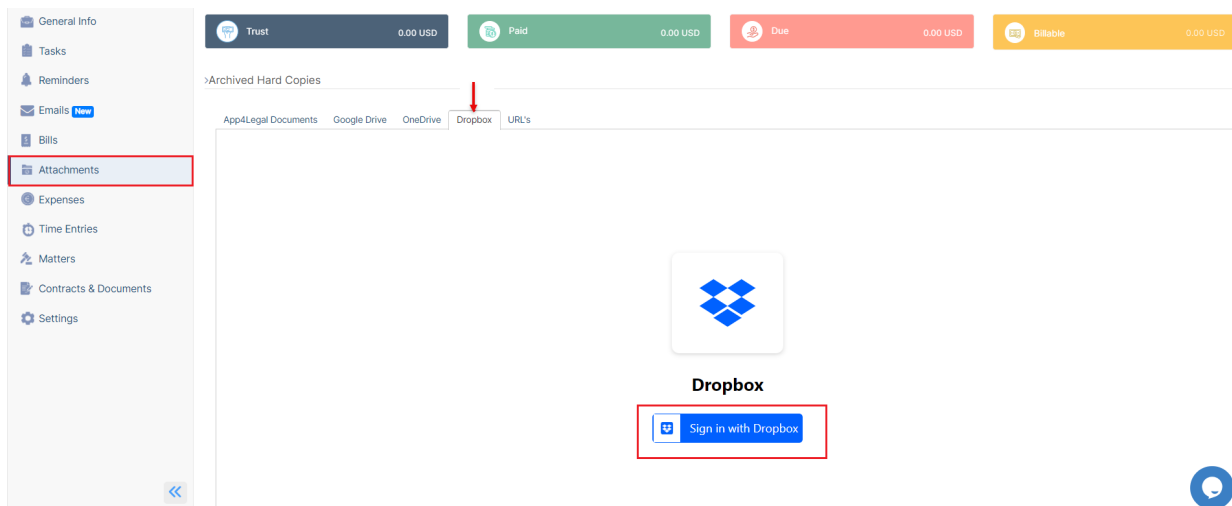 General Info
Tasks
Reminders
Emails New
Bills
Attachments
Expenses
Time Entries
Matters
Contracts & Documents
Settings
Trust 0.00 USD
Paid 0.00 USD
Due 0.00 USD
Billable 0.00 USD
>Archived Hard Copies
App4Legal Documents Google Drive OneDrive Dropbox URL's
Dropbox
Sign in with Dropbox